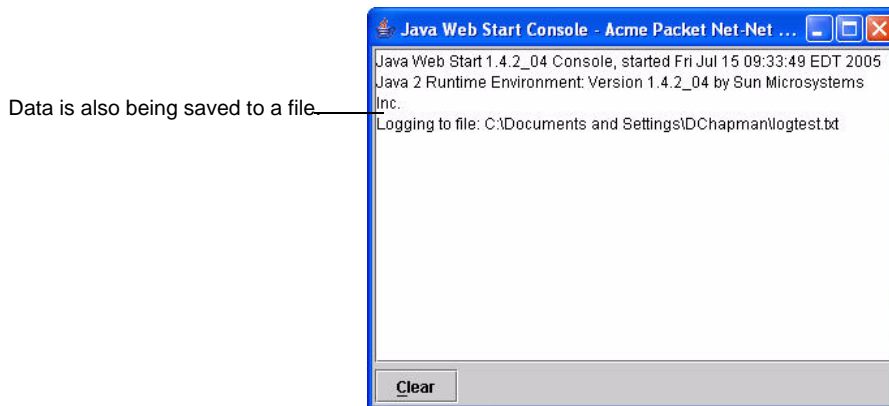 Java Web Start Console - Acme Packet Net-Net ...
Java Web Start 1.4.2_04 Console, started Fri Jul 15 09:33:49 EDT 2005
Java 2 Runtime Environment: Version 1.4.2_04 by Sun Microsystems
Inc.
Data is also being saved to a file.
Logging to file: C:\Documents and Settings\DChapman\logtest.txt
Clear